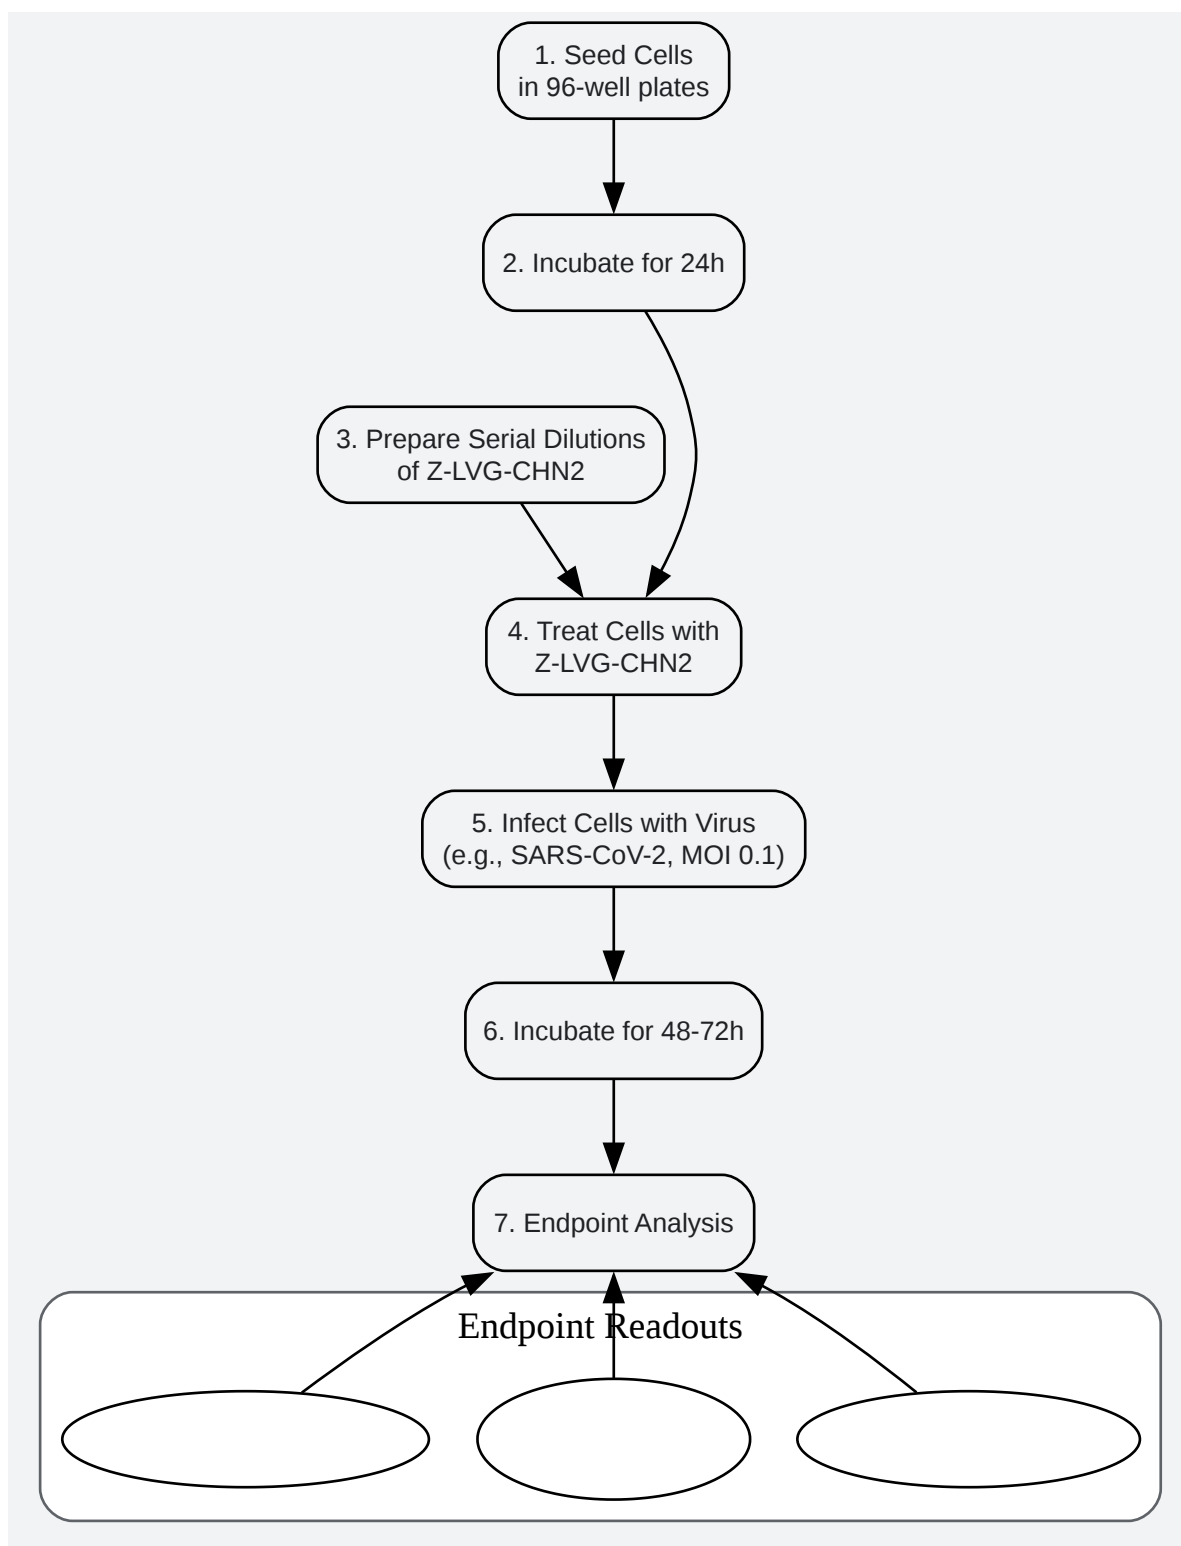 1. Seed Cells
in 96-well plates
2. Incubate for 24h
3. Prepare Serial Dilutions
of Z-LVG-CHN2
4. Treat Cells with
Z-LVG-CHN2
5. Infect Cells with Virus
(e.g., SARS-CoV-2, MOI 0.1)
6. Incubate for 48-72h
7. Endpoint Analysis
Endpoint Readouts